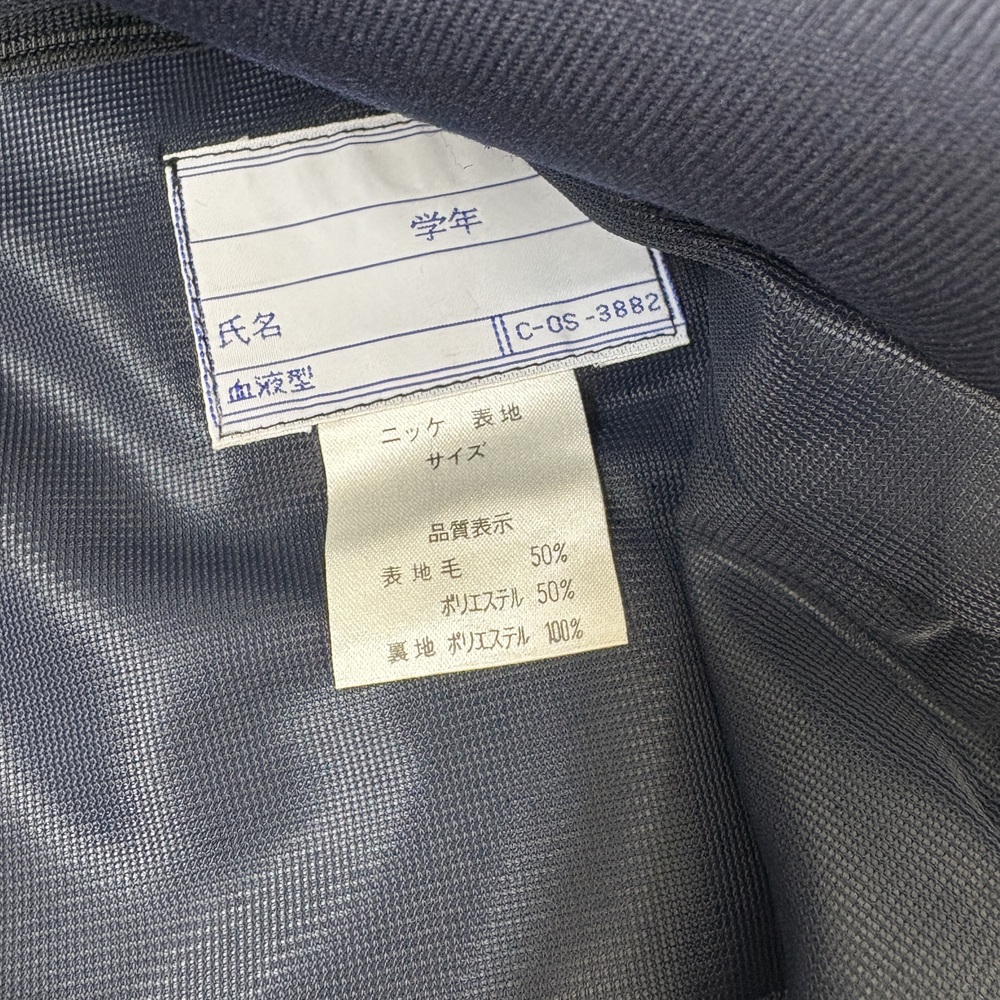 学年
氏名
C-OS-3882
血液型
ニッケ 表地
サイズ
品質表示
表地毛 50%
ポリエステル 50%
裏地 ポリエステル 100%